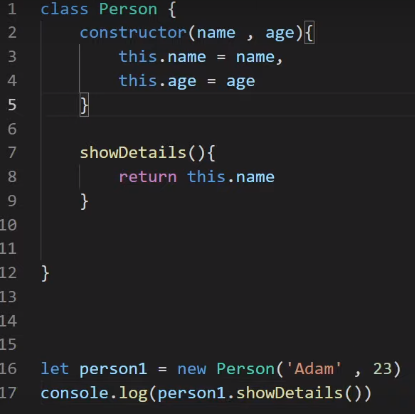 1 class Person {
2     constructor(name , age){
3         this.name = name,
4         this.age = age
5     }
6
7     showDetails(){
8         return this.name
9     }
10
11
12 }
13
14
15
16 let person1 = new Person('Adam' , 23)
17 console.log(person1.showDetails())